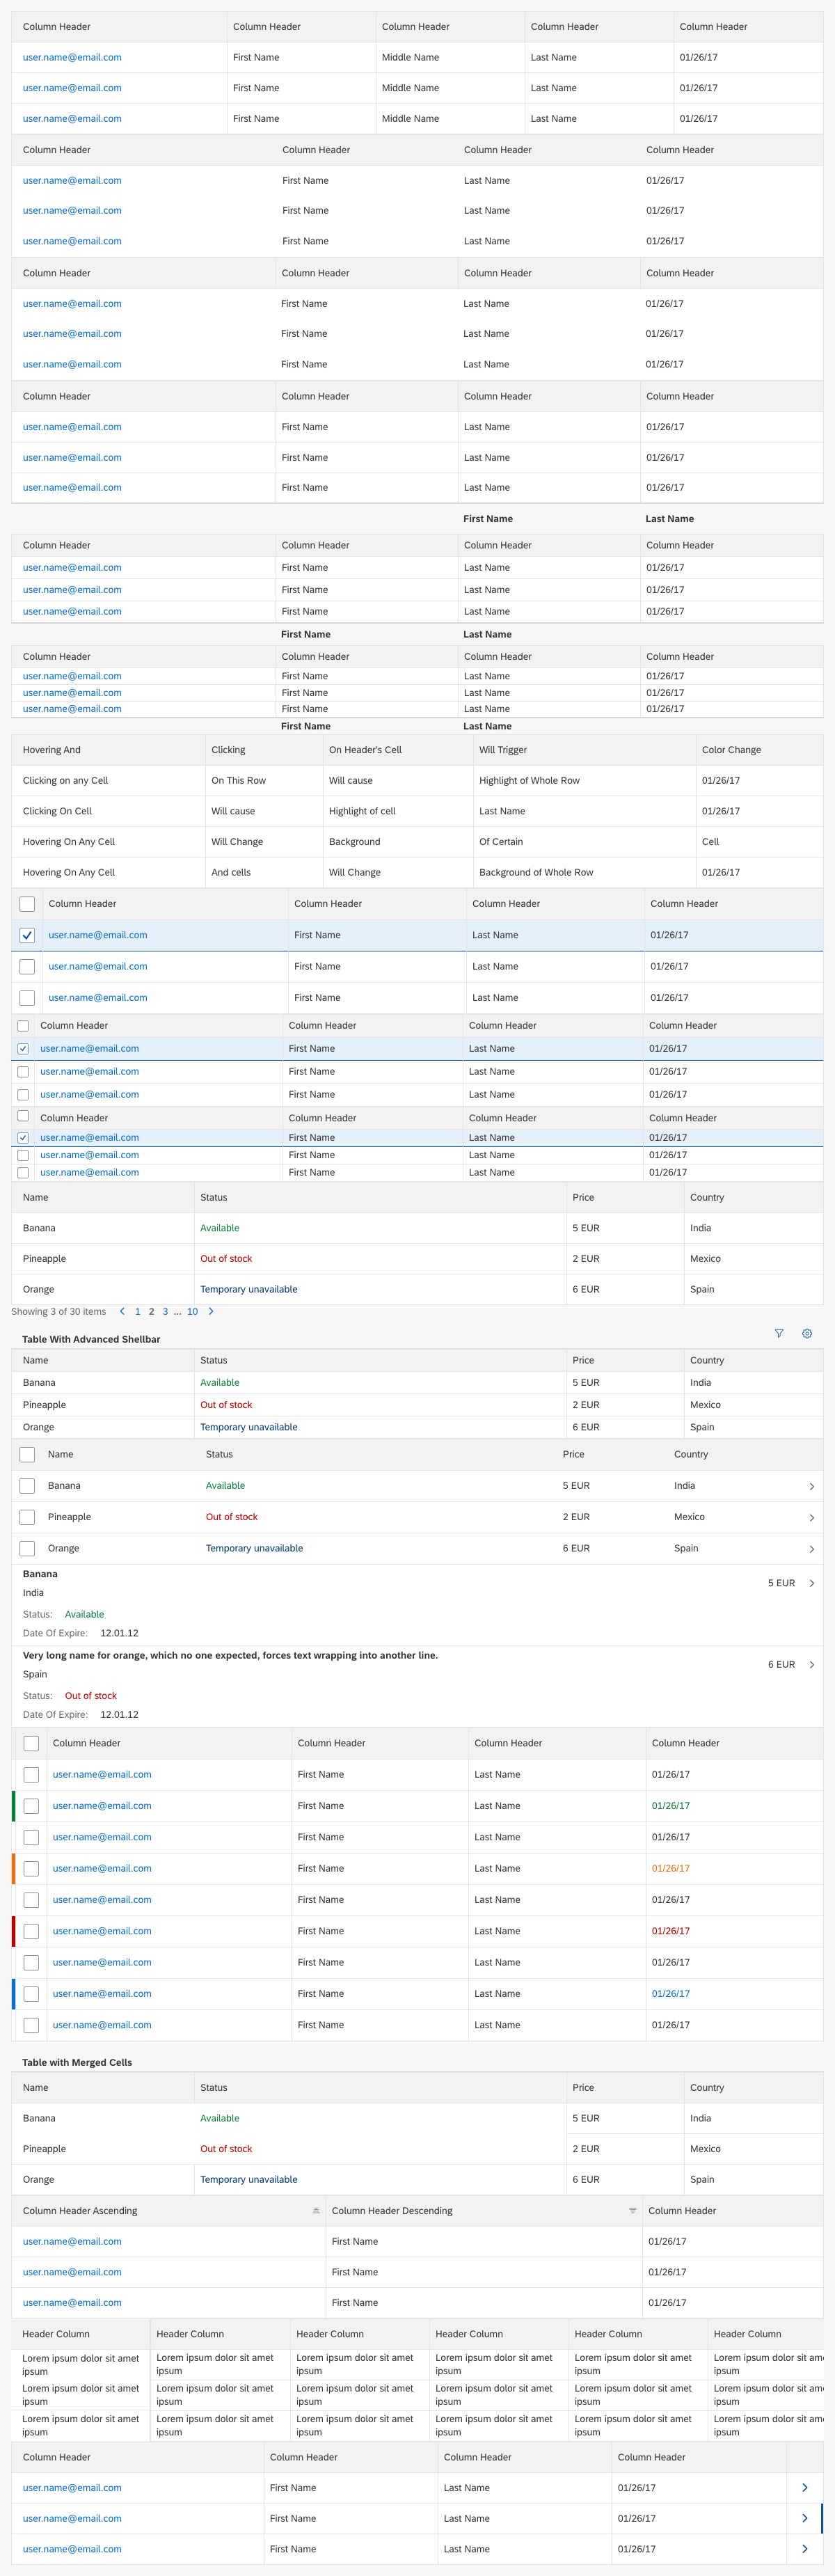 Column Header Column Header Column Header Column Header Column Header
user.name@email.com First Name Middle Name Last Name 01/26/17
user.name@email.com First Name Middle Name Last Name 01/26/17
user.name@email.com First Name Middle Name Last Name 01/26/17
Column Header Column Header Column Header Column Header
user.name@email.com First Name Last Name 01/26/17
user.name@email.com First Name Last Name 01/26/17
user.name@email.com First Name Last Name 01/26/17
Column Header Column Header Column Header Column Header
user.name@email.com First Name Last Name 01/26/17
user.name@email.com First Name Last Name 01/26/17
user.name@email.com First Name Last Name 01/26/17
Column Header Column Header Column Header Column Header
user.name@email.com First Name Last Name 01/26/17
user.name@email.com First Name Last Name 01/26/17
user.name@email.com First Name Last Name 01/26/17
First Name Last Name
Column Header Column Header Column Header Column Header
user.name@email.com First Name Last Name 01/26/17
user.name@email.com First Name Last Name 01/26/17
user.name@email.com First Name Last Name 01/26/17
First Name Last Name
Column Header Column Header Column Header Column Header
user.name@email.com First Name Last Name 01/26/17
user.name@email.com First Name Last Name 01/26/17
user.name@email.com First Name Last Name 01/26/17
First Name Last Name
Hovering And Clicking On Header's Cell Will Trigger Color Change
Clicking on any Cell On This Row Will cause Highlight of Whole Row 01/26/17
Clicking On Cell Will cause Highlight of cell Last Name 01/26/17
Hovering On Any Cell Will Change Background Of Certain Cell
Hovering On Any Cell And cells Will Change Background of Whole Row 01/26/17
Column Header Column Header Column Header Column Header
user.name@email.com First Name Last Name 01/26/17
user.name@email.com First Name Last Name 01/26/17
user.name@email.com First Name Last Name 01/26/17
Column Header Column Header Column Header Column Header
user.name@email.com First Name Last Name 01/26/17
user.name@email.com First Name Last Name 01/26/17
user.name@email.com First Name Last Name 01/26/17
Column Header Column Header Column Header Column Header
user.name@email.com First Name Last Name 01/26/17
user.name@email.com First Name Last Name 01/26/17
user.name@email.com First Name Last Name 01/26/17
Name Status Price Country
Banana Available 5 EUR India
Pineapple Out of stock 2 EUR Mexico
Orange Temporary unavailable 6 EUR Spain
Showing 3 of 30 items 1 2 3 ... 10
Table With Advanced Shellbar
Name Status Price Country
Banana Available 5 EUR India
Pineapple Out of stock 2 EUR Mexico
Orange Temporary unavailable 6 EUR Spain
Name Status Price Country
Banana Available 5 EUR India
Pineapple Out of stock 2 EUR Mexico
Orange Temporary unavailable 6 EUR Spain
Banana
5 EUR
India
Status: Available
Date Of Expire: 12.01.12
Very long name for orange, which no one expected, forces text wrapping into another line.
6 EUR
Spain
Status: Out of stock
Date Of Expire: 12.01.12
Column Header Column Header Column Header Column Header
user.name@email.com First Name Last Name 01/26/17
user.name@email.com First Name Last Name 01/26/17
user.name@email.com First Name Last Name 01/26/17
user.name@email.com First Name Last Name 01/26/17
user.name@email.com First Name Last Name 01/26/17
user.name@email.com First Name Last Name 01/26/17
user.name@email.com First Name Last Name 01/26/17
user.name@email.com First Name Last Name 01/26/17
user.name@email.com First Name Last Name 01/26/17
Table with Merged Cells
Name Status Price Country
Banana Available 5 EUR India
Pineapple Out of stock 2 EUR Mexico
Orange Temporary unavailable 6 EUR Spain
Column Header Ascending Column Header Descending Column Header
user.name@email.com First Name 01/26/17
user.name@email.com First Name 01/26/17
user.name@email.com First Name 01/26/17
Header Column Header Column Header Column Header Column Header Column Header Column
Lorem ipsum dolor sit amet Lorem ipsum dolor sit amet Lorem ipsum dolor sit amet Lorem ipsum dolor sit amet Lorem ipsum dolor sit amet Lorem ipsum dolor sit am
ipsum ipsum ipsum ipsum ipsum ipsum
Lorem ipsum dolor sit amet Lorem ipsum dolor sit amet Lorem ipsum dolor sit amet Lorem ipsum dolor sit amet Lorem ipsum dolor sit amet Lorem ipsum dolor sit am
ipsum ipsum ipsum ipsum ipsum ipsum
Lorem ipsum dolor sit amet Lorem ipsum dolor sit amet Lorem ipsum dolor sit amet Lorem ipsum dolor sit amet Lorem ipsum dolor sit amet Lorem ipsum dolor sit am
ipsum ipsum ipsum ipsum ipsum ipsum
Column Header Column Header Column Header Column Header
user.name@email.com First Name Last Name 01/26/17
user.name@email.com First Name Last Name 01/26/17
user.name@email.com First Name Last Name 01/26/17